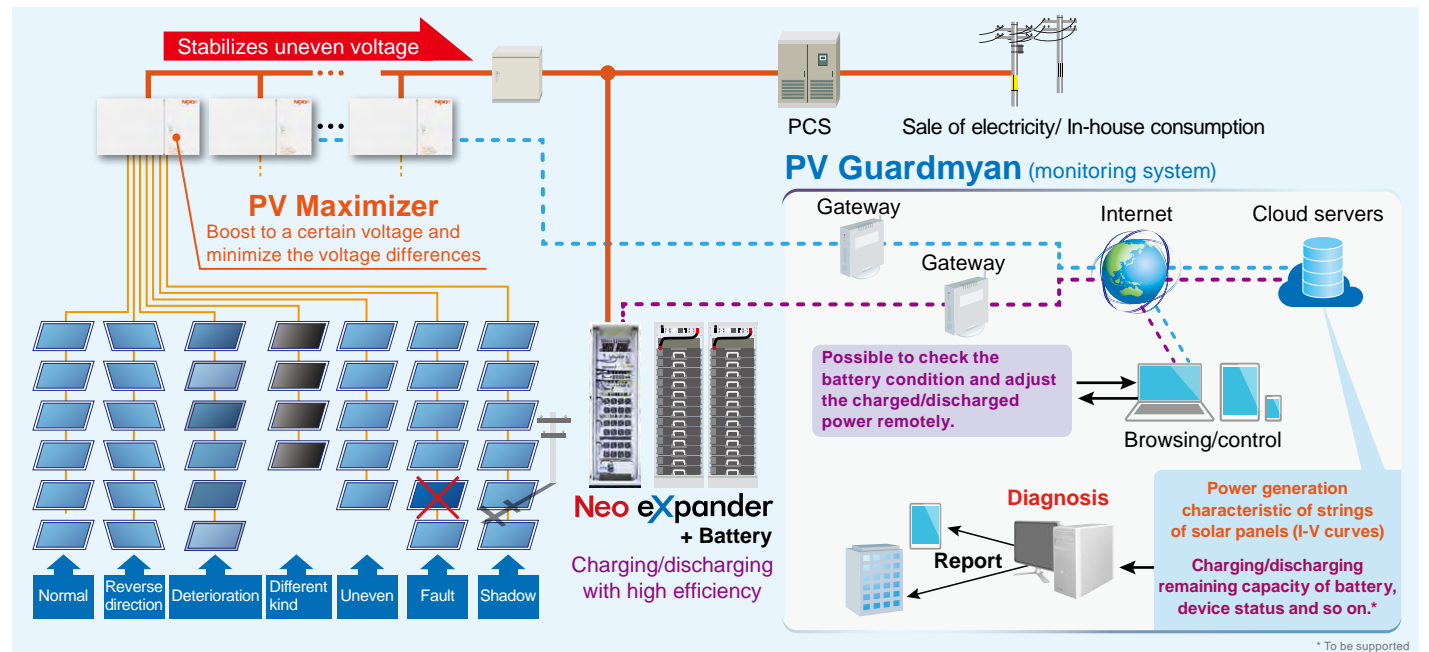 Stabilizes uneven voltage
PCS
Sale of electricity/ In-house consumption
PV Maximizer
Boost to a certain voltage and
minimize the voltage differences
PV Guardmyan (monitoring system)
Gateway
Internet
Cloud servers
Gateway
Possible to check the
battery condition and adjust
the charged/discharged
power remotely.
Browsing/control
Neo eXpander
+ Battery
Charging/discharging
with high efficiency
Diagnosis
Report
Power generation
characteristic of strings
of solar panels (I-V curves)
Charging/discharging
remaining capacity of battery,
device status and so on.*
Normal
Reverse
direction
Deterioration
Different
kind
Uneven
Fault
Shadow
* To be supported